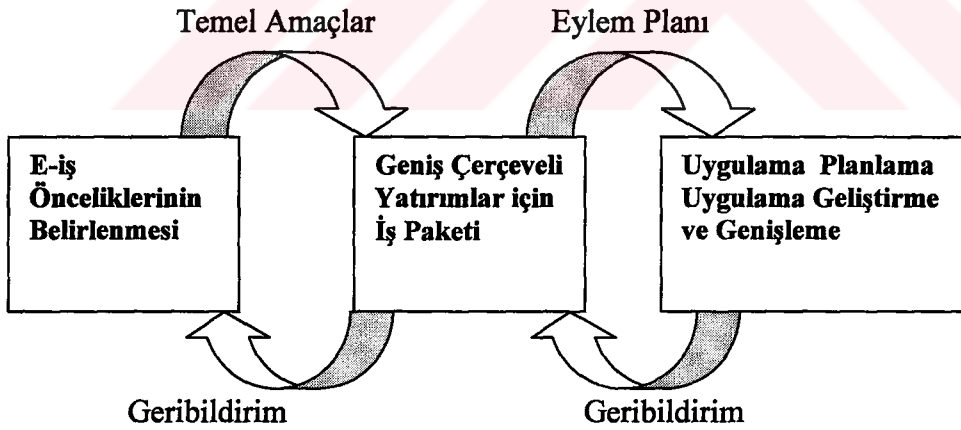 Temel Amaçlar
Eylem Planı
E-iş
Önceliklerinin
Belirlenmesi
Geniş Çerçeveli
Yatırımlar için
İş Paketi
Uygulama Planlama
Uygulama Geliştirme
ve Genişleme
Geribildirim
Geribildirim